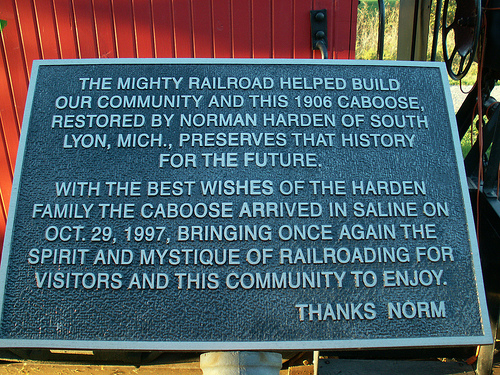 THE MIGHTY RAILROAD HELPED BUILD
OUR COMMUNITY AND THIS 1906 CABOOSE,
RESTORED BY NORMAN HARDEN OF SOUTH
LYON, MICH., PRESERVES THAT HISTORY
FOR THE FUTURE.
WITH THE BEST WISHES OF THE HARDEN
FAMILY THE CABOOSE ARRIVED IN SALINE ON
OCT. 29, 1997, BRINGING ONCE AGAIN THE
SPIRIT AND MYSTIQUE OF RAILROADING FOR
VISITORS AND THIS COMMUNITY TO ENJOY.
THANKS NORM